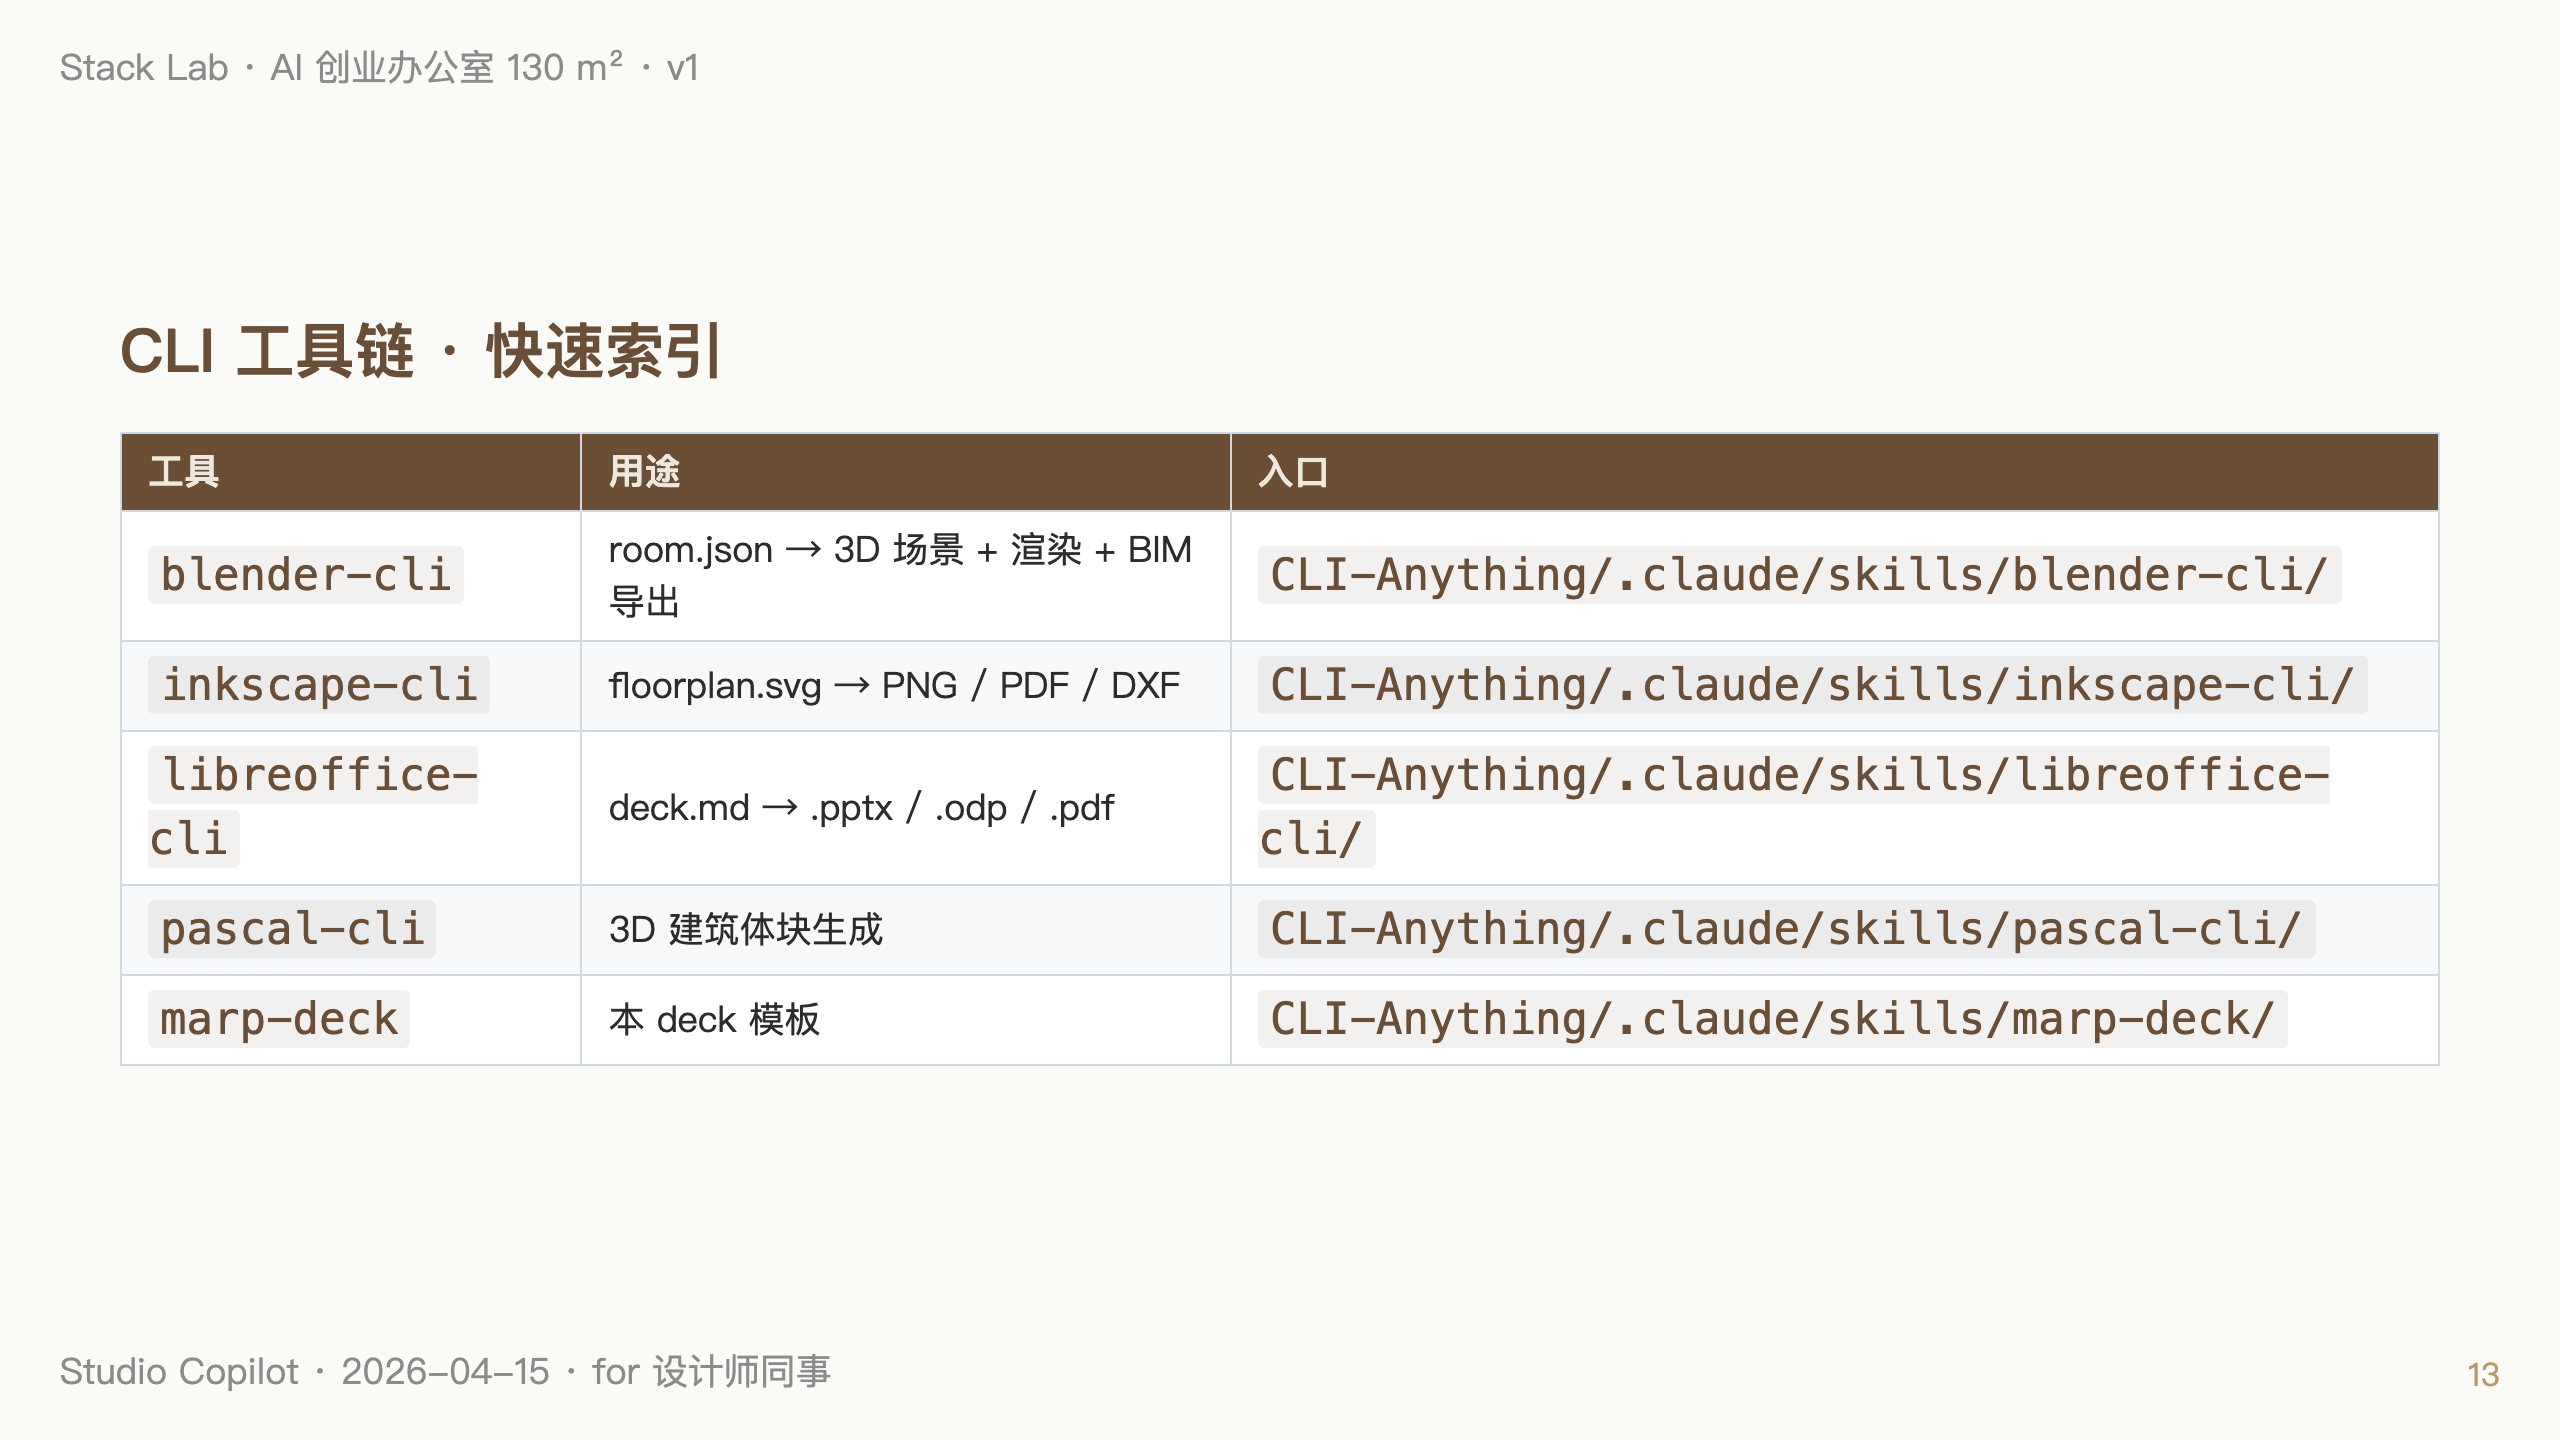 Stack Lab · AI 创业办公室 130 m² · v1
CLI 工具链 · 快速索引
工具 用途 入口
blender-cli room.json → 3D 场景 + 渲染 + BIM 导出 CLI-Anything/.claude/skills/blender-cli/
inkscape-cli floorplan.svg → PNG / PDF / DXF CLI-Anything/.claude/skills/inkscape-cli/
libreoffice-cli deck.md → .pptx / .odp / .pdf CLI-Anything/.claude/skills/libreoffice-cli/
pascal-cli 3D 建筑体块生成 CLI-Anything/.claude/skills/pascal-cli/
marp-deck 本 deck 模板 CLI-Anything/.claude/skills/marp-deck/
Studio Copilot · 2026-04-15 · for 设计师同事
13